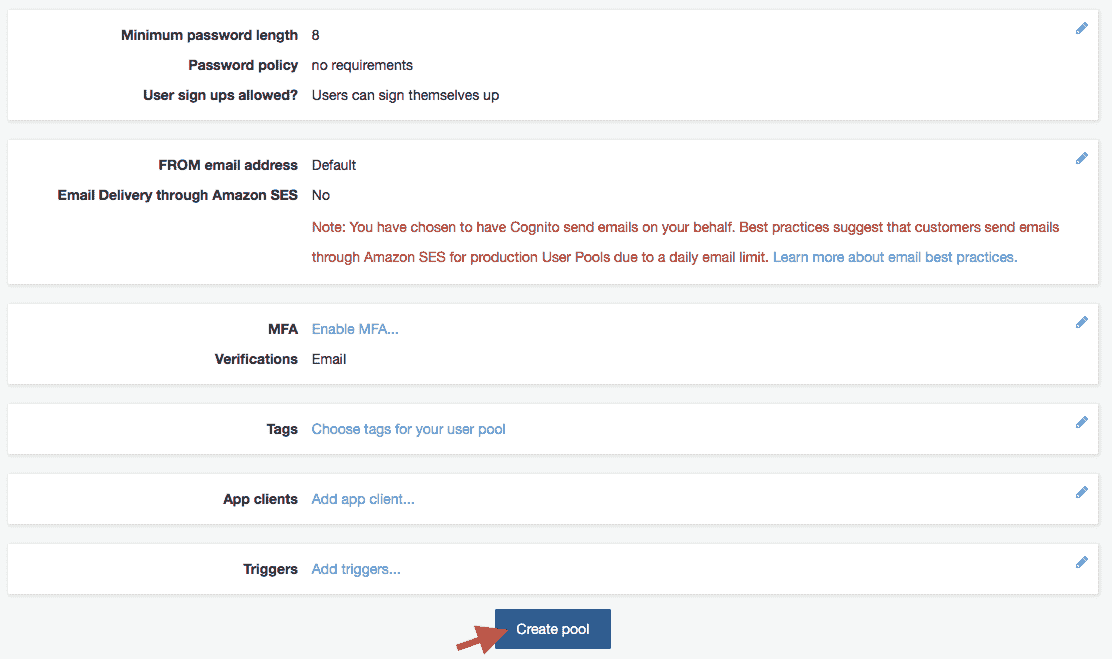 Minimum password length 8
Password policy no requirements
User sign ups allowed? Users can sign themselves up
FROM email address Default
Email Delivery through Amazon SES No
Note: You have chosen to have Cognito send emails on your behalf. Best practices suggest that customers send emails
through Amazon SES for production User Pools due to a daily email limit. Learn more about email best practices.
MFA Enable MFA...
Verifications Email
Tags Choose tags for your user pool
App clients Add app client...
Triggers Add triggers...
Create pool